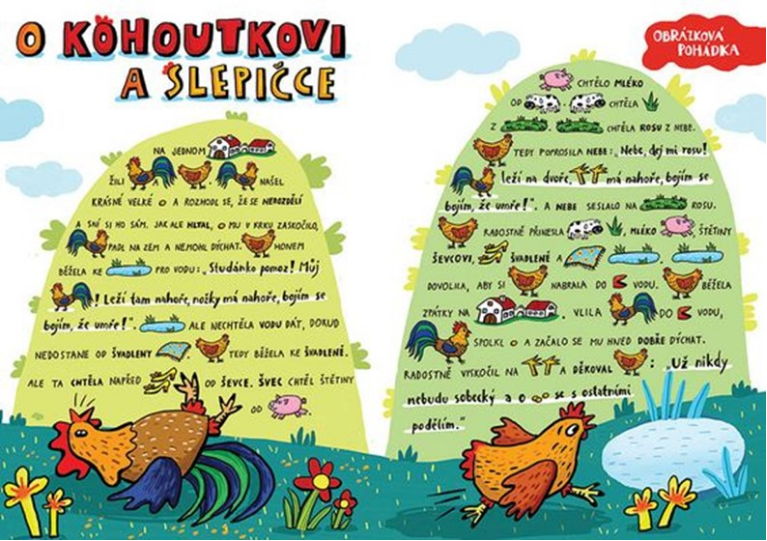 O KOHOUTKOVI
A SLEPIČCE
OBRÁZKOVÁ
POHÁDKA
NA JEDNOM
ŽILI A
NAŠEL
KRÁSNÉ VELKÉ A ROZHODL SE, ŽE SE NEROZDĚLÍ
A SNÍ SI HO SÁM. JAK ALE HLTAL, MU V KRKU ZASKOČILO,
PADL NA ZEM A NEMOHL DÝCHAT. HONEM
BĚŽELA KE PRO VODU: „Studánko pomoz! Můj
! Leží tam nahoře, nožky má nahoře, bojím se
bojím, že umře!". ALE NECHTĚLA VODU DÁT, DOKUD
NEDOSTANE OD ŠVADLENY . TEDY BĚŽELA KE ŠVADLENĚ.
ALE TA CHTĚLA NAPŘED OD ŠEVCE. ŠVEC CHTĚL ŠTĚTINY
OD .
CHTĚLO MLÉKO
OD . CHTĚLA
Z . CHTĚLA ROSU Z NEBE.
TEDY POPROSILA NEBE: „Nebe, dej mi rosu!
leží na dvoře, má nahoře, bojím se
bojím, že umře!". A NEBE SESLALO NA ROSU.
RADOSTNĚ PŘINESLA , MLÉKO , ŠTĚTINY
ŠEVCOVI, ŠVADLENĚ A .
DOVOLILA, ABY SI NABRALA DO VODU. BĚŽELA
ZPÁTKY NA . VLILA DO VODU,
SPOLKL A ZAČALO SE MU HNED DOBŘE DÝCHAT.
RADOSTNĚ VYSKOČIL NA A DĚKOVAL : „Už nikdy
nebudu sobecký a o se s ostatními
podělím."